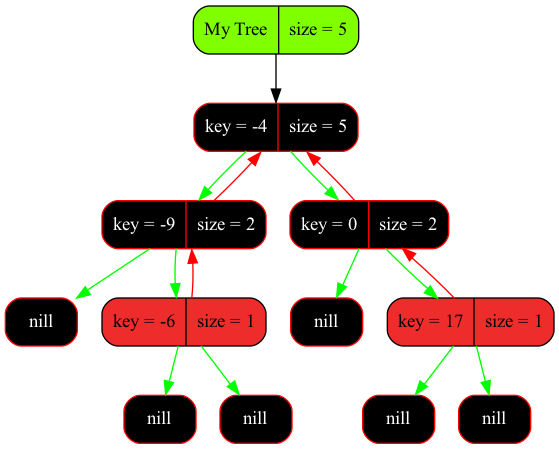 My Tree size = 5
key = -4 size = 5
key = -9 size = 2
key = 0 size = 2
nill
key = -6 size = 1
nill
key = 17 size = 1
nill
nill
nill
nill